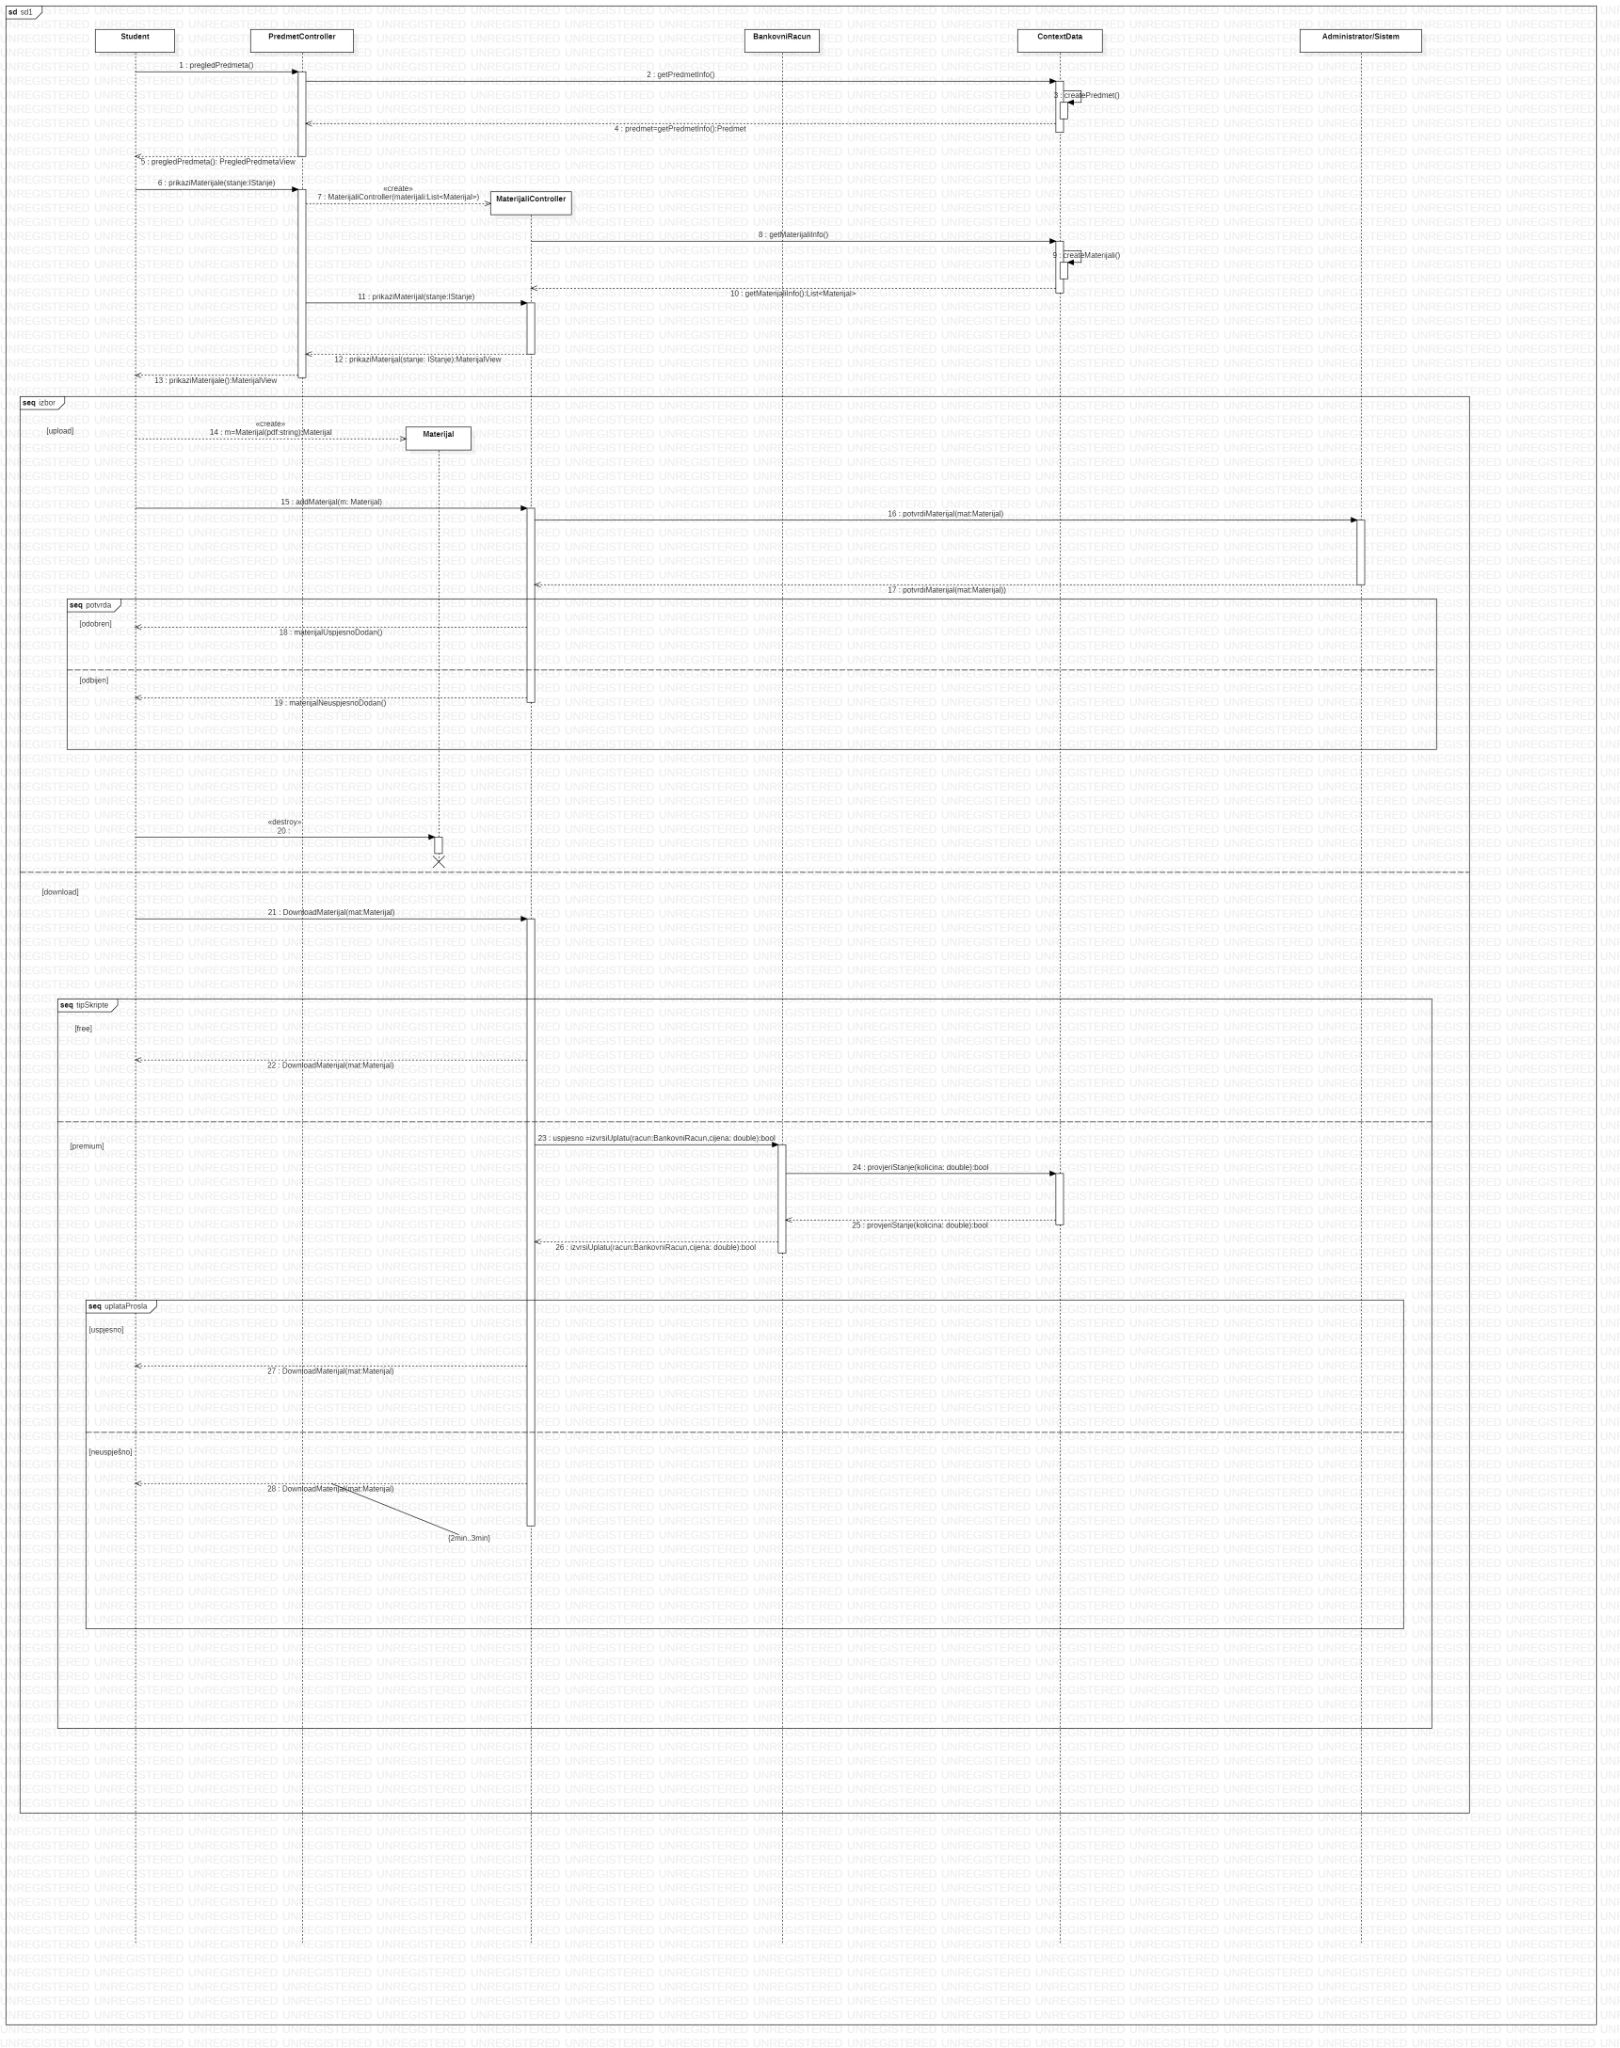 sd sd1
Student
PredmetController
BankovniRacun
ContextData
Administrator/Sistem
1 : pregledPredmeta()
2 : getPredmetInfo()
3 : createPredmet()
4 : predmet=getPredmetInfo():Predmet
5 : pregledPredmeta(): PregledPredmetaView
6 : prikaziMaterijale(stanje:IStanje)
«create»
7 : MaterijaliController(materijali:List<Materijal>)
MaterijaliController
8 : getMaterijaliInfo()
9 : createMaterijali()
10 : getMaterijaliInfo():List<Materijal>
11 : prikaziMaterijal(stanje:IStanje)
12 : prikaziMaterijal(stanje: IStanje):MaterijalView
13 : prikaziMaterijale():MaterijalView
seq izbor
[upload]
«create»
14 : m=Materijal(pdf:string):Materijal
Materijal
15 : addMaterijal(m: Materijal)
16 : potvrdiMaterijal(mat:Materijal)
17 : potvrdiMaterijal(mat:Materijal))
seq potvrda
[odobren]
18 : materijalUspjesnoDodan()
[odbijen]
19 : materijalNeuspjesnoDodan()
«destroy»
20 :
[download]
21 : DownloadMaterijal(mat:Materijal)
seq tipSkripte
[free]
22 : DownloadMaterijal(mat:Materijal)
[premium]
23 : uspjesno =izvrsiUplatu(racun:BankovniRacun,cijena: double):bool
24 : provjeriStanje(kolicina: double):bool
25 : provjeriStanje(kolicina: double):bool
26 : izvrsiUplatu(racun:BankovniRacun,cijena: double):bool
seq uplataProsla
[uspjesno]
27 : DownloadMaterijal(mat:Materijal)
[neuspješno]
28 : DownloadMaterijal(mat:Materijal)
{2min..3min}
UNREGISTERED